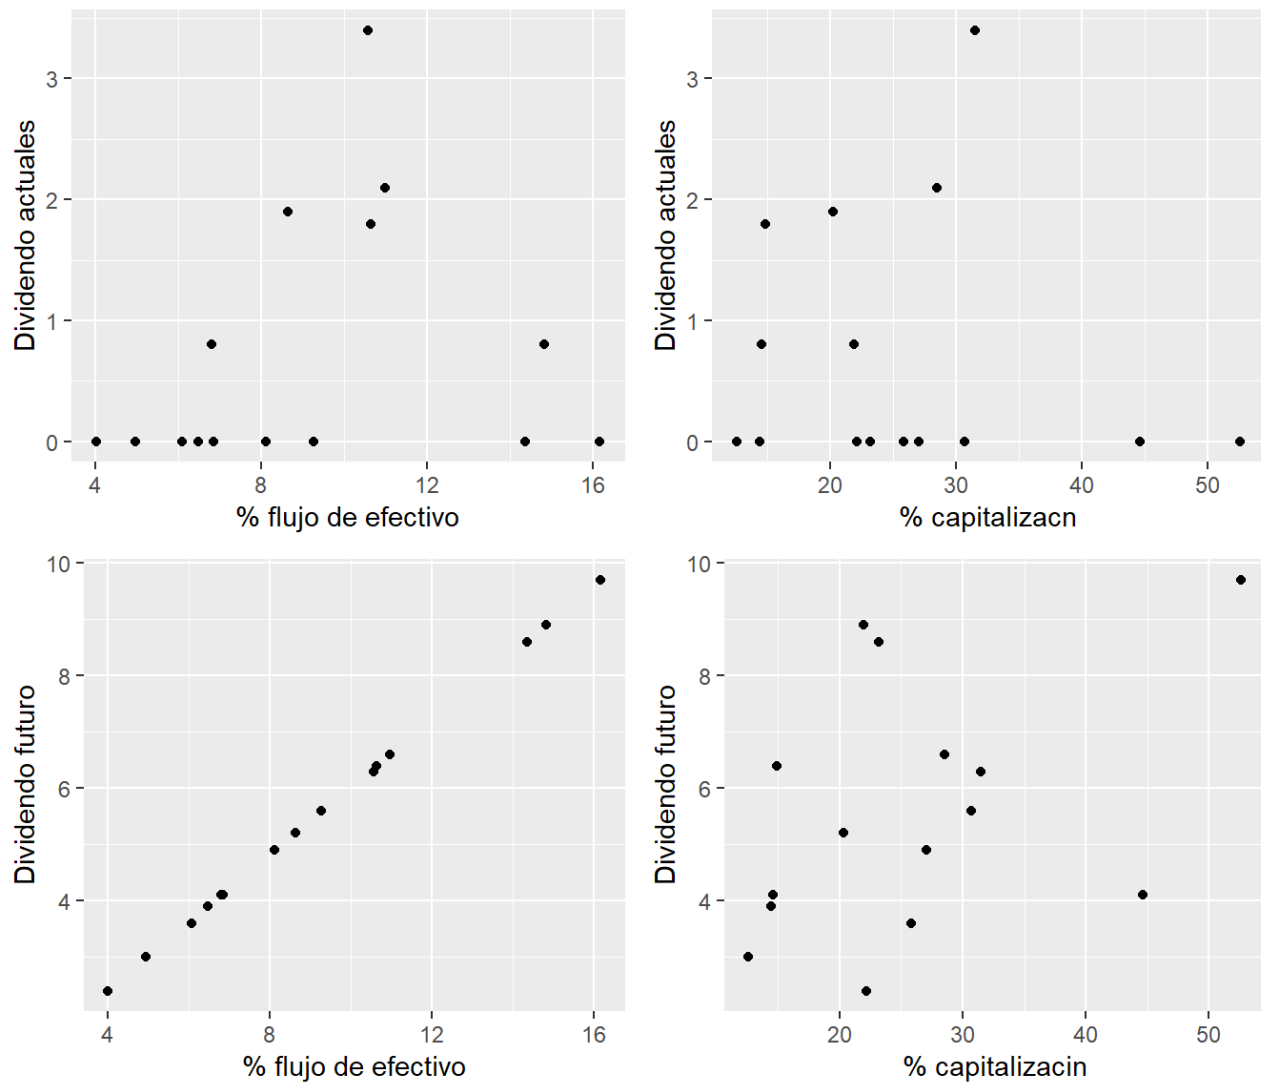 Dividendo actuales
3
2
1
0
4 8 12 16
% flujo de efectivo
Dividendo actuales
3
2
1
0
20 30 40 50
% capitalizacn
Dividendo futuro
10
8
6
4
4 8 12 16
% flujo de efectivo
Dividendo futuro
10
8
6
4
20 30 40 50
% capitalizacin